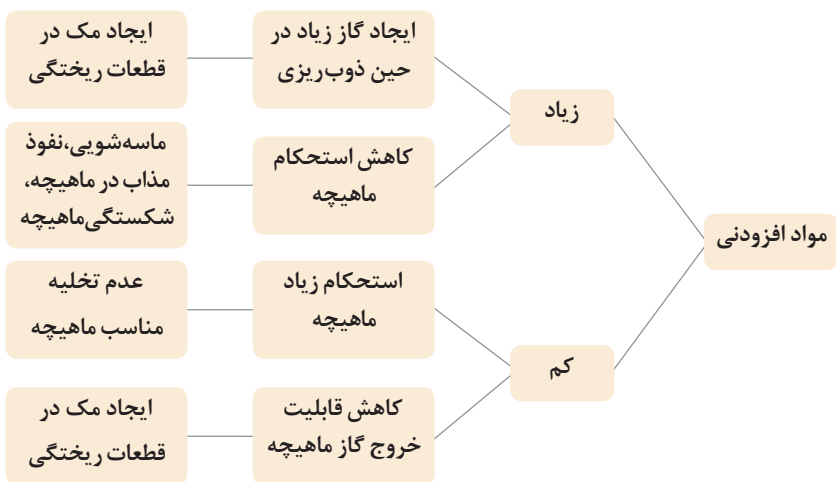 مواد افزودنی
زیاد
ایجاد گاز زیاد در
حین ذوب‌ریزی
ایجاد مک در
قطعات ریختگی
کاهش استحکام
ماهیچه
ماسه‌شویی،نفوذ
مذاب در ماهیچه،
شکستگی‌ماهیچه
کم
استحکام زیاد
ماهیچه
عدم تخلیه
مناسب ماهیچه
کاهش قابلیت
خروج گاز ماهیچه
ایجاد مک در
قطعات ریختگی